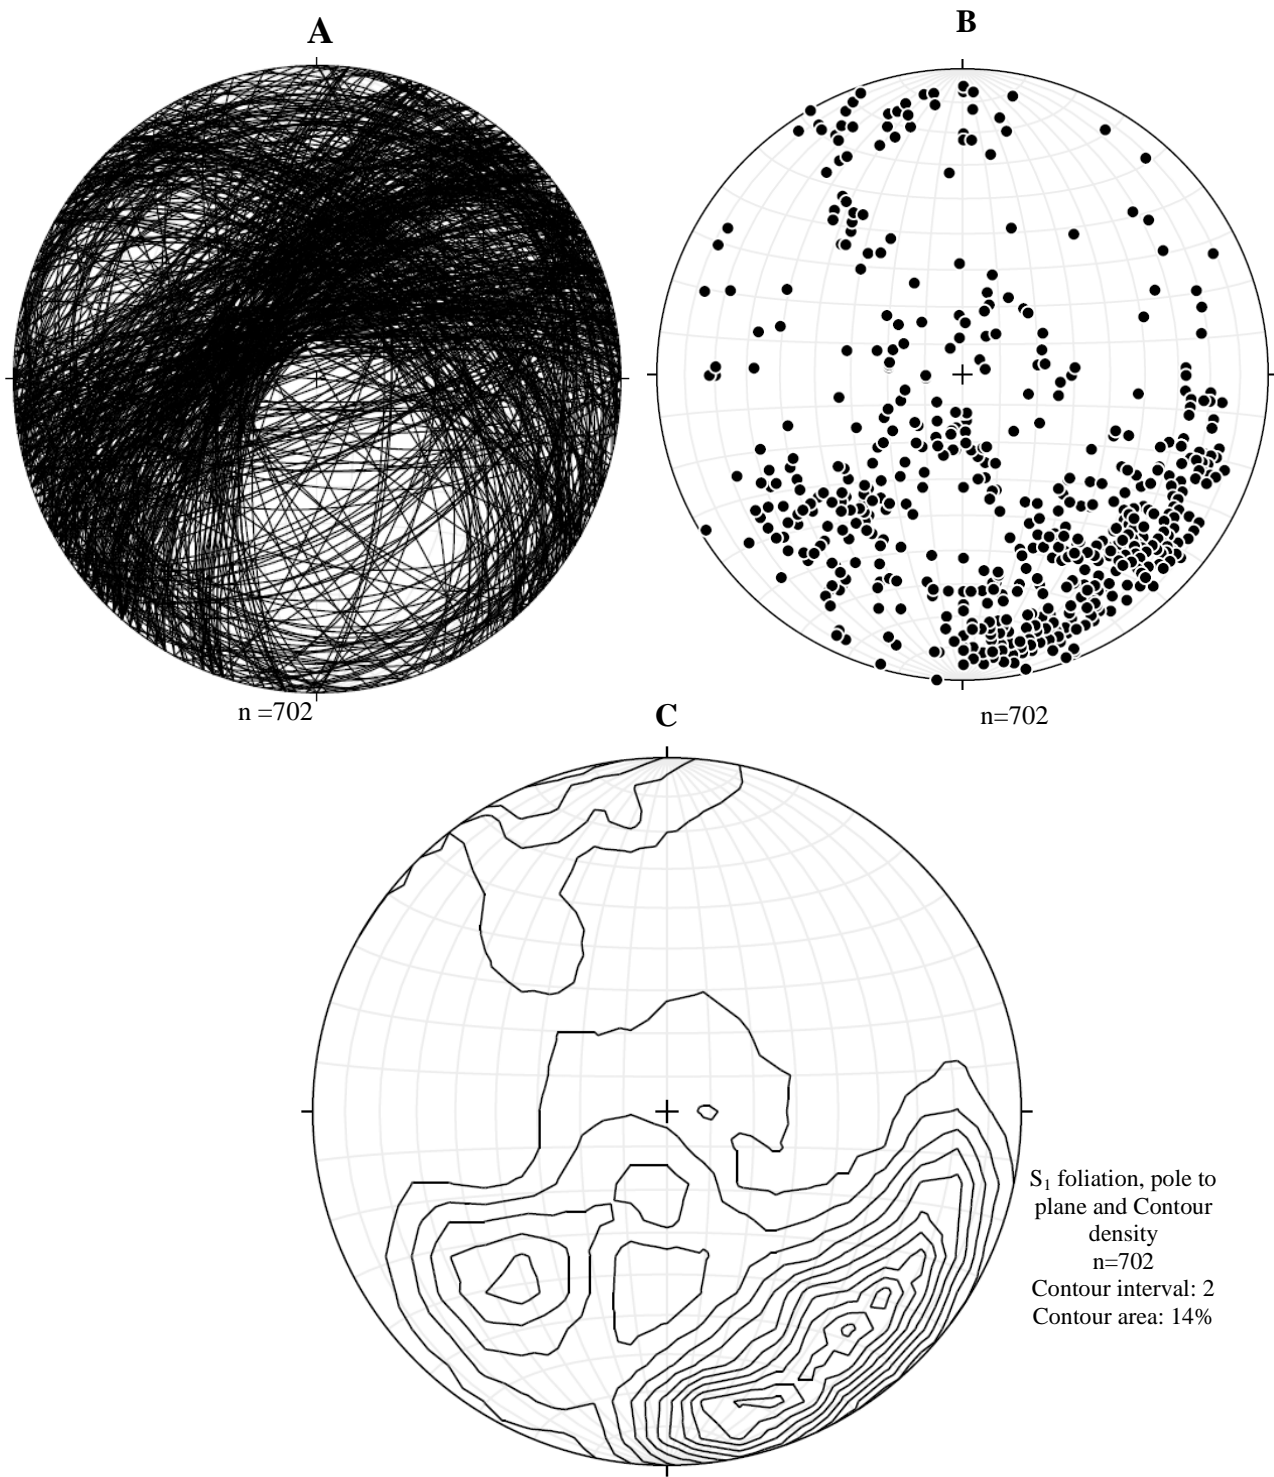 A
B
n =702
n=702
C
S₁ foliation, pole to
plane and Contour
density
n=702
Contour interval: 2
Contour area: 14%